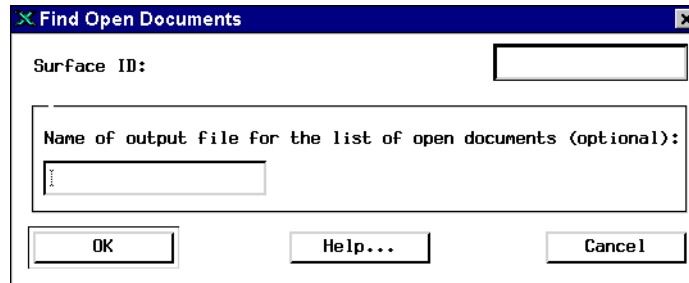 Find Open Documents
Surface ID:
Name of output file for the list of open documents (optional):
OK Help... Cancel